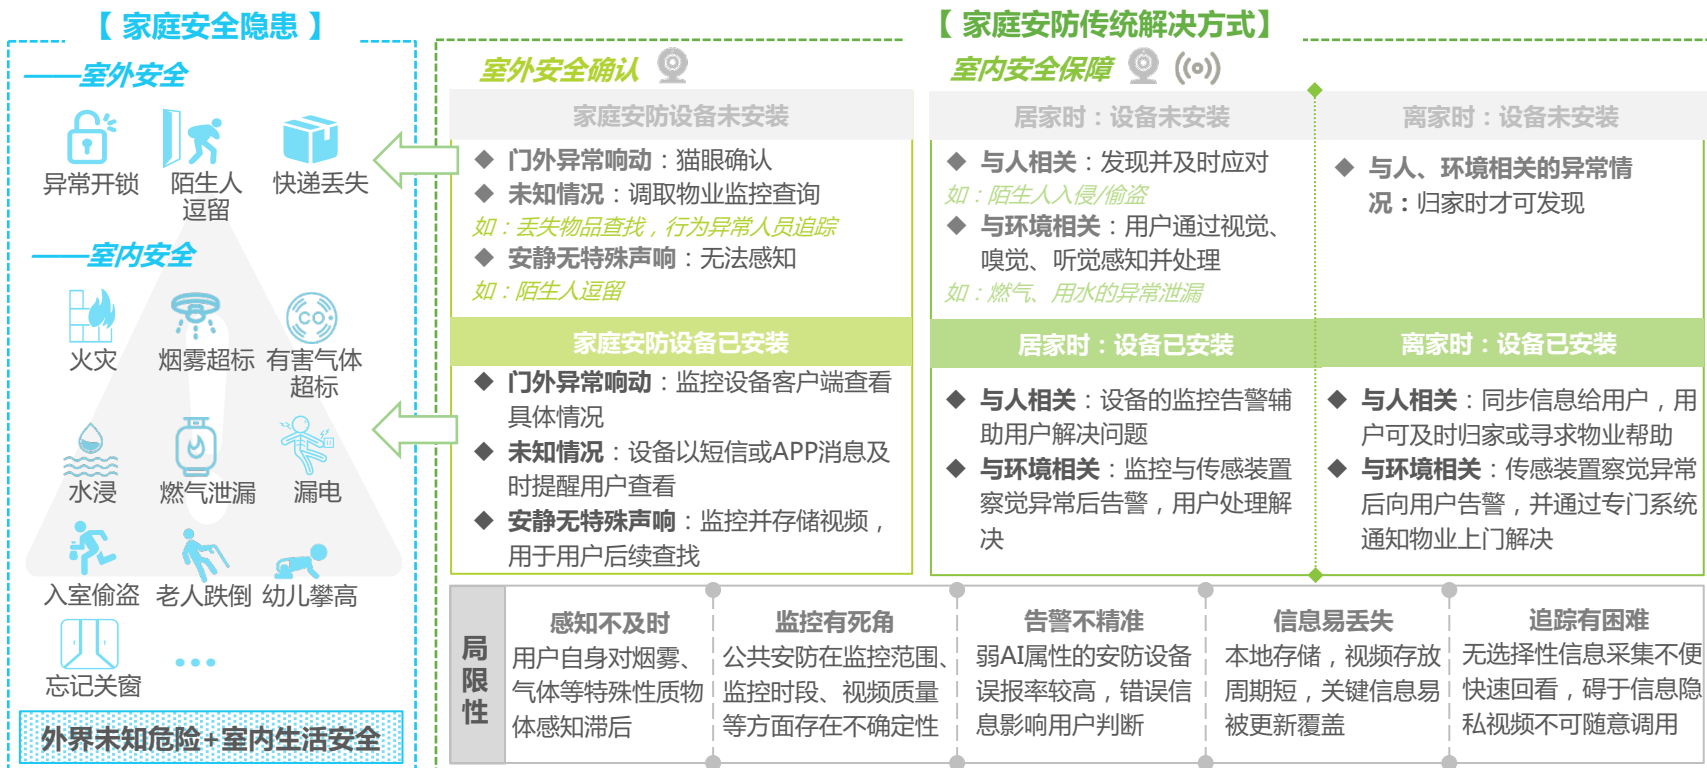 【 家庭安全隐患 】
——室外安全
异常开锁
陌生人
逗留
快递丢失
——室内安全
火灾
烟雾超标
有害气体
超标
CO
水浸
燃气泄漏
漏电
入室偷盗
老人跌倒
幼儿攀高
忘记关窗
...
外界未知危险+室内生活安全
【 家庭安防传统解决方式】
室外安全确认
家庭安防设备未安装
◆ 门外异常响动：猫眼确认
◆ 未知情况：调取物业监控查询
如：丢失物品查找，行为异常人员追踪
◆ 安静无特殊声响：无法感知
如：陌生人逗留
家庭安防设备已安装
◆ 门外异常响动：监控设备客户端查看
具体情况
◆ 未知情况：设备以短信或APP消息及
时提醒用户查看
◆ 安静无特殊声响：监控并存储视频，
用于用户后续查找
室内安全保障
居家时：设备未安装
◆ 与人相关：发现并及时应对
如：陌生人入侵/偷盗
◆ 与环境相关：用户通过视觉、
嗅觉、听觉感知并处理
如：燃气、用水的异常泄漏
离家时：设备未安装
◆ 与人、环境相关的异常情
况：归家时才可发现
居家时：设备已安装
◆ 与人相关：设备的监控告警辅
助用户解决问题
◆ 与环境相关：监控与传感装置
察觉异常后告警，用户处理解
决
离家时：设备已安装
◆ 与人相关：同步信息给用户，用
户可及时归家或寻求物业帮助
◆ 与环境相关：传感装置察觉异常
后向用户告警，并通过专门系统
通知物业上门解决
局
限
性
感知不及时
用户自身对烟雾、
气体等特殊性质物
体感知滞后
监控有死角
公共安防在监控范围、
监控时段、视频质量
等方面存在不确定性
告警不精准
弱AI属性的安防设备
误报率较高，错误信
息影响用户判断
信息易丢失
本地存储，视频存放
周期短，关键信息易
被更新覆盖
追踪有困难
无选择性信息采集不便
快速回看，碍于信息隐
私视频不可随意调用